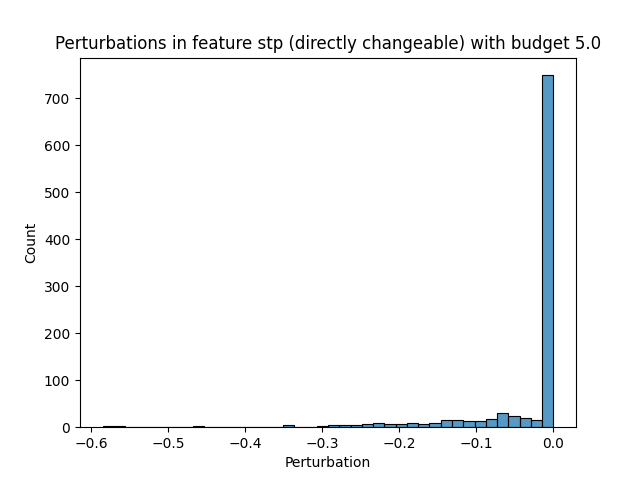 Perturbations in feature stp (directly changeable) with budget 5.0
700
600
500
400
300
200
100
0
Count
−0.6 −0.5 −0.4 −0.3 −0.2 −0.1 0.0
Perturbation